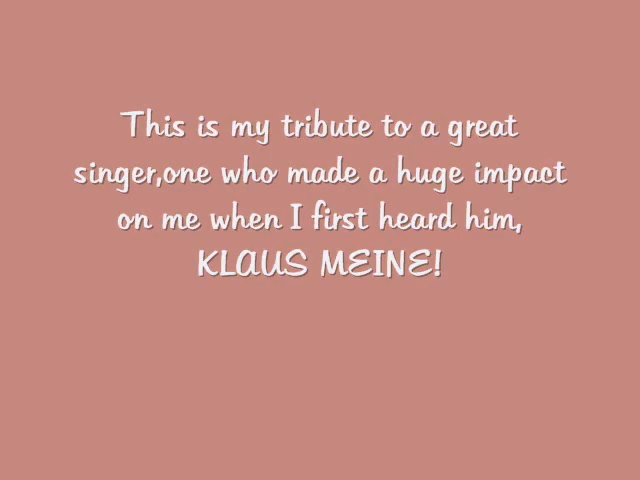 This is my tribute to a great
singer,one who made a huge impact
on me when I first heard him,
KLAUS MEINE!